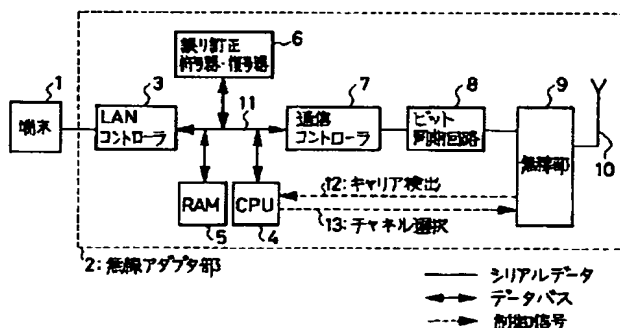 6
誤り訂正
符号器・復号器
1
3
7
8
9
端末
LAN
コントローラ
11
通信
コントローラ
ビット
同期回路
無線部
10
12:キャリア検出
RAM
CPU
13:チャネル選択
5
4
2:無線アダプタ部
シリアルデータ
データバス
制御信号